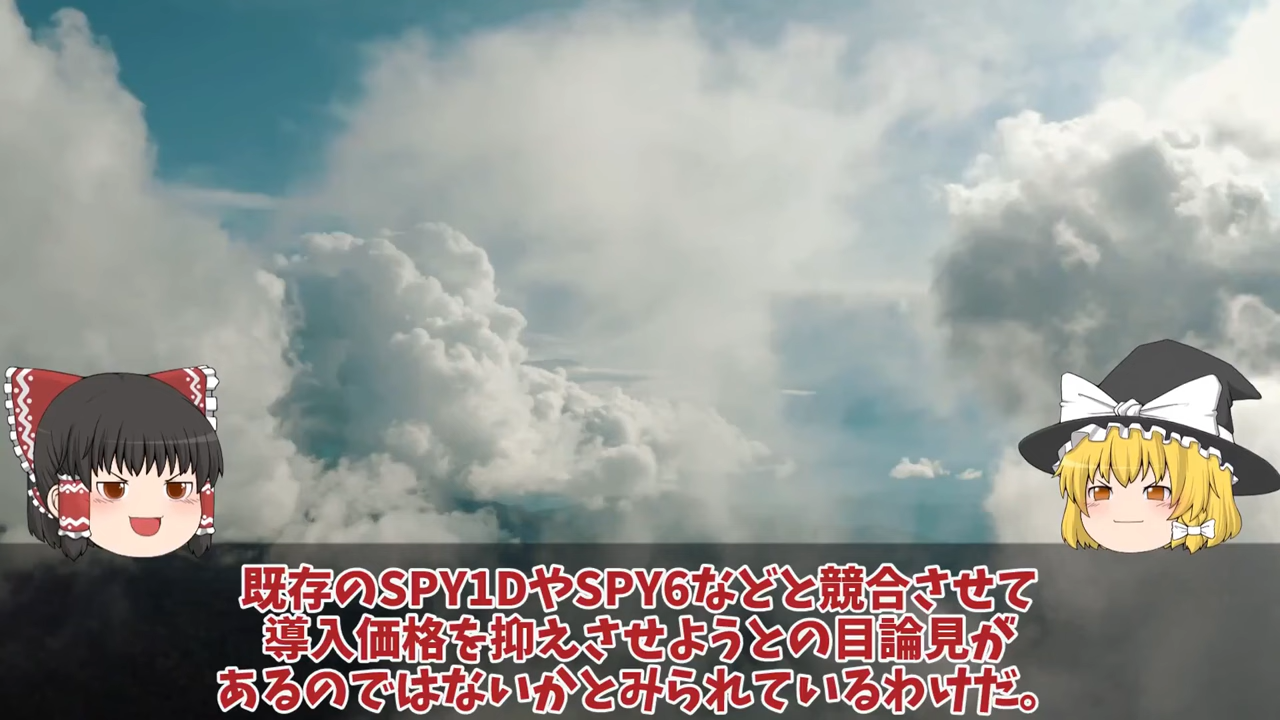 既存のSPY1DやSPY6などと競合させて
導入価格を抑えさせようとの目論見が
あるのではないかとみられているわけだ。